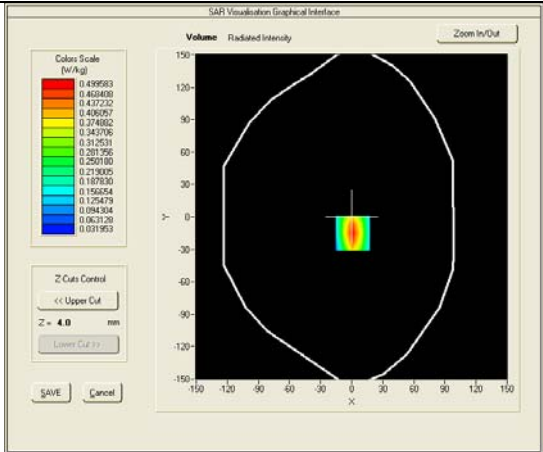 SAR Visualisation Graphical Interface
Colors Scale
(W/kg)
0.499583
0.468408
0.437232
0.406057
0.374882
0.343706
0.312531
0.281356
0.250180
0.219005
0.187830
0.156654
0.125479
0.094304
0.063128
0.031953
Z Cuts Control
<< Upper Cut
Z = 4.0 mm
Lower Cut >>
SAVE Cancel
Volume Radiated Intensity
Zoom In/Out
150
120
90
60
30
0
-30
-60
-90
-120
-150
Y
-150 -120 -90 -60 -30 0 30 60 90 120 150
X